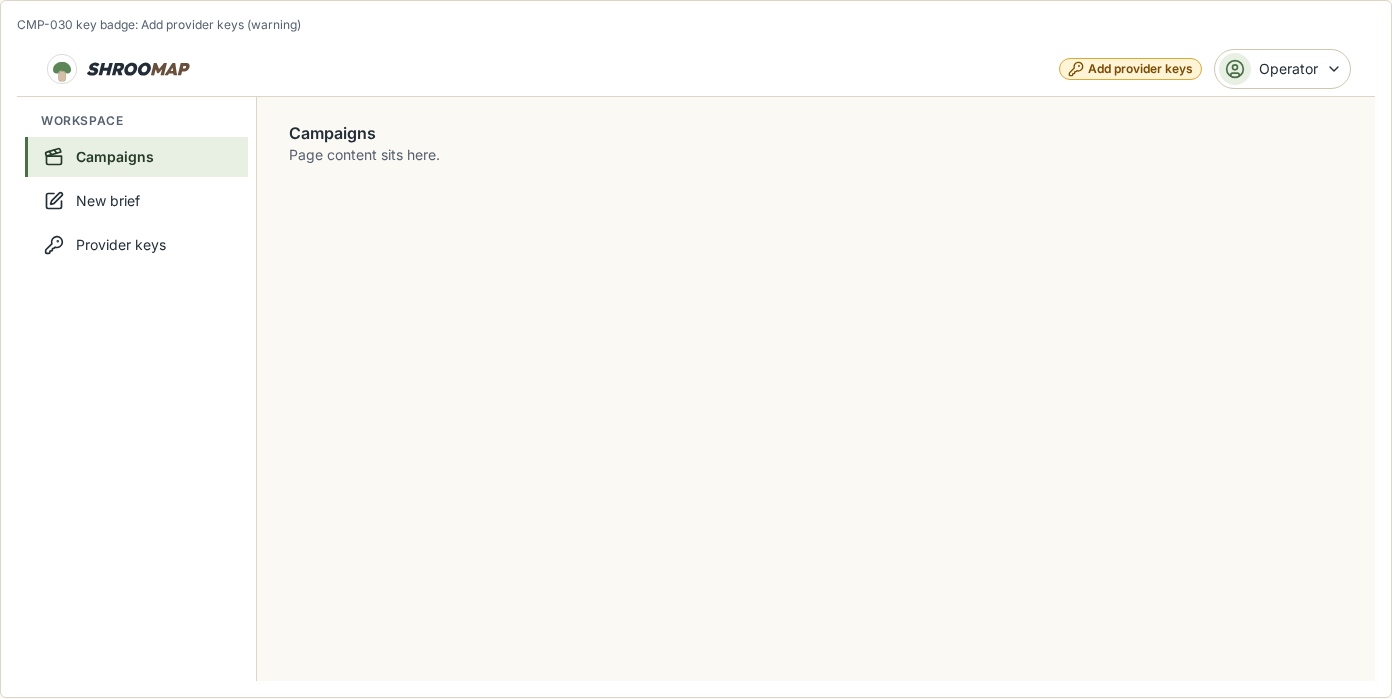 CMP-030 key badge: Add provider keys (warning)
SHROOMAP
Add provider keys
Operator
WORKSPACE
Campaigns
New brief
Provider keys
Campaigns
Page content sits here.